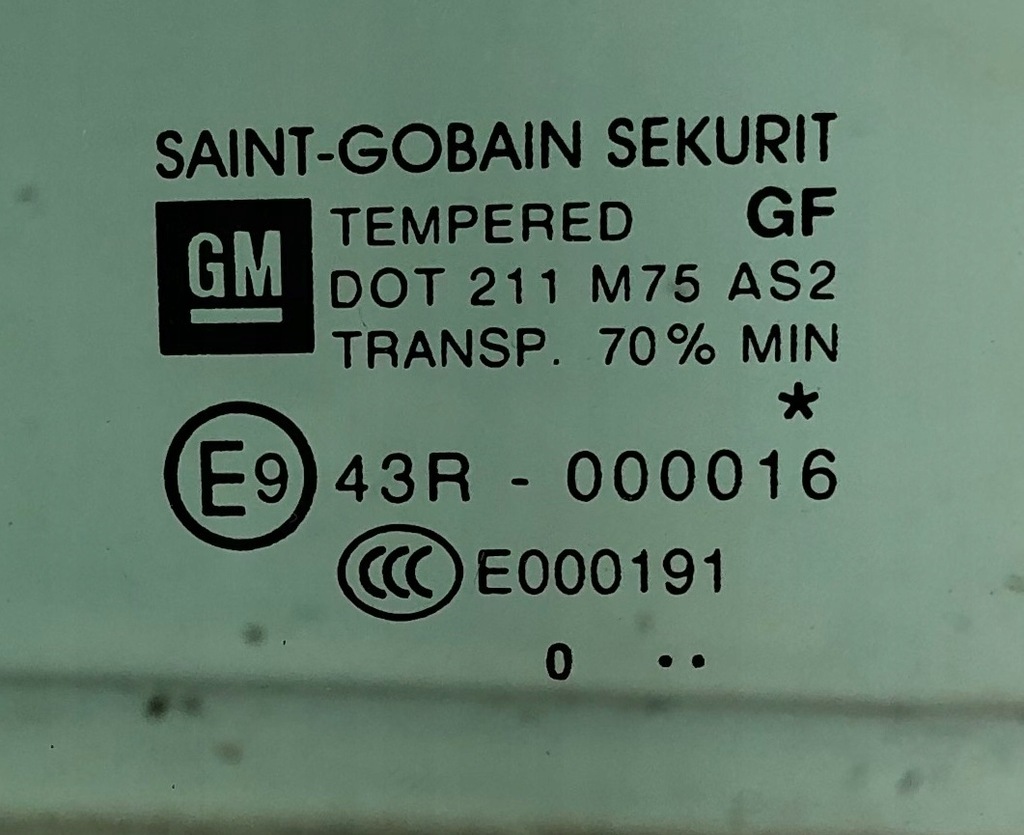 SAINT-GOBAIN SEKURIT
GM TEMPERED GF
DOT 211 M75 AS2
TRANSP. 70% MIN
*
E9 43R - 000016
CCC E000191
0 ··